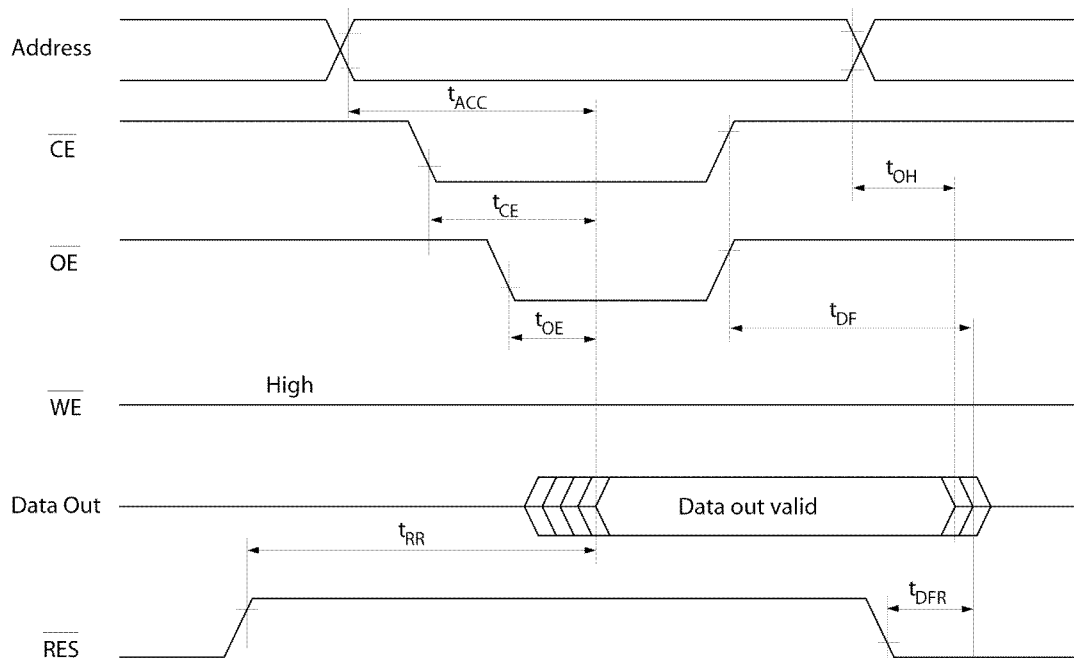 Address
tACC
CE
tOH
tCE
OE
tDF
tOE
High
WE
Data Out
Data out valid
tRR
tDFR
RES